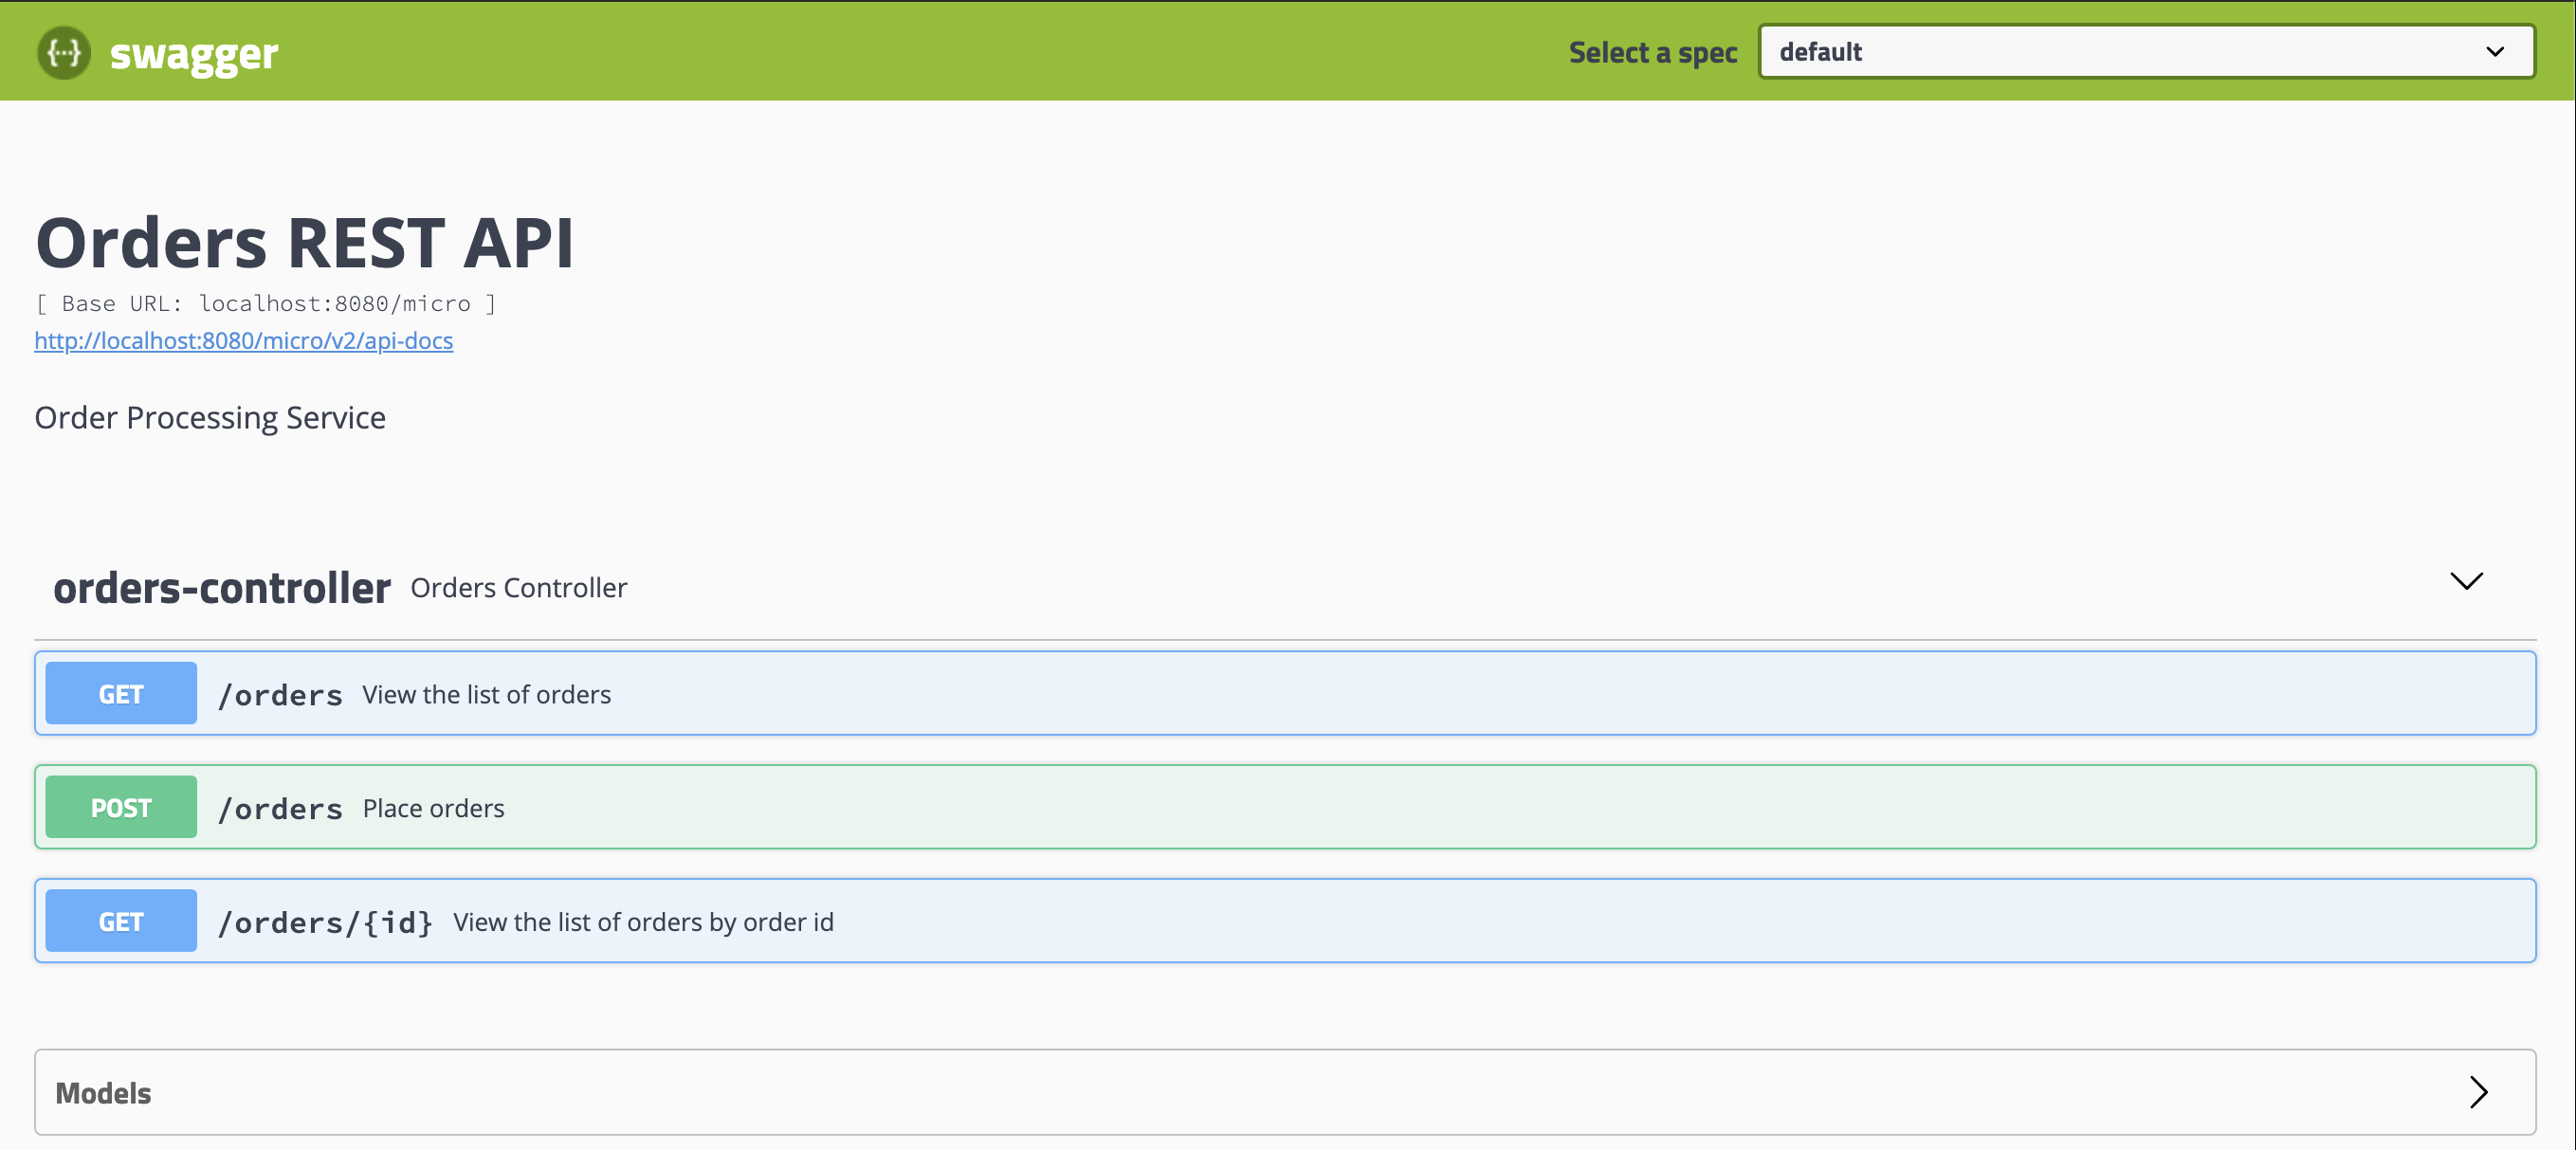 {···} swagger Select a spec default
Orders REST API
[ Base URL: localhost:8080/micro ]
http://localhost:8080/micro/v2/api-docs
Order Processing Service
orders-controller Orders Controller
GET /orders View the list of orders
POST /orders Place orders
GET /orders/{id} View the list of orders by order id
Models